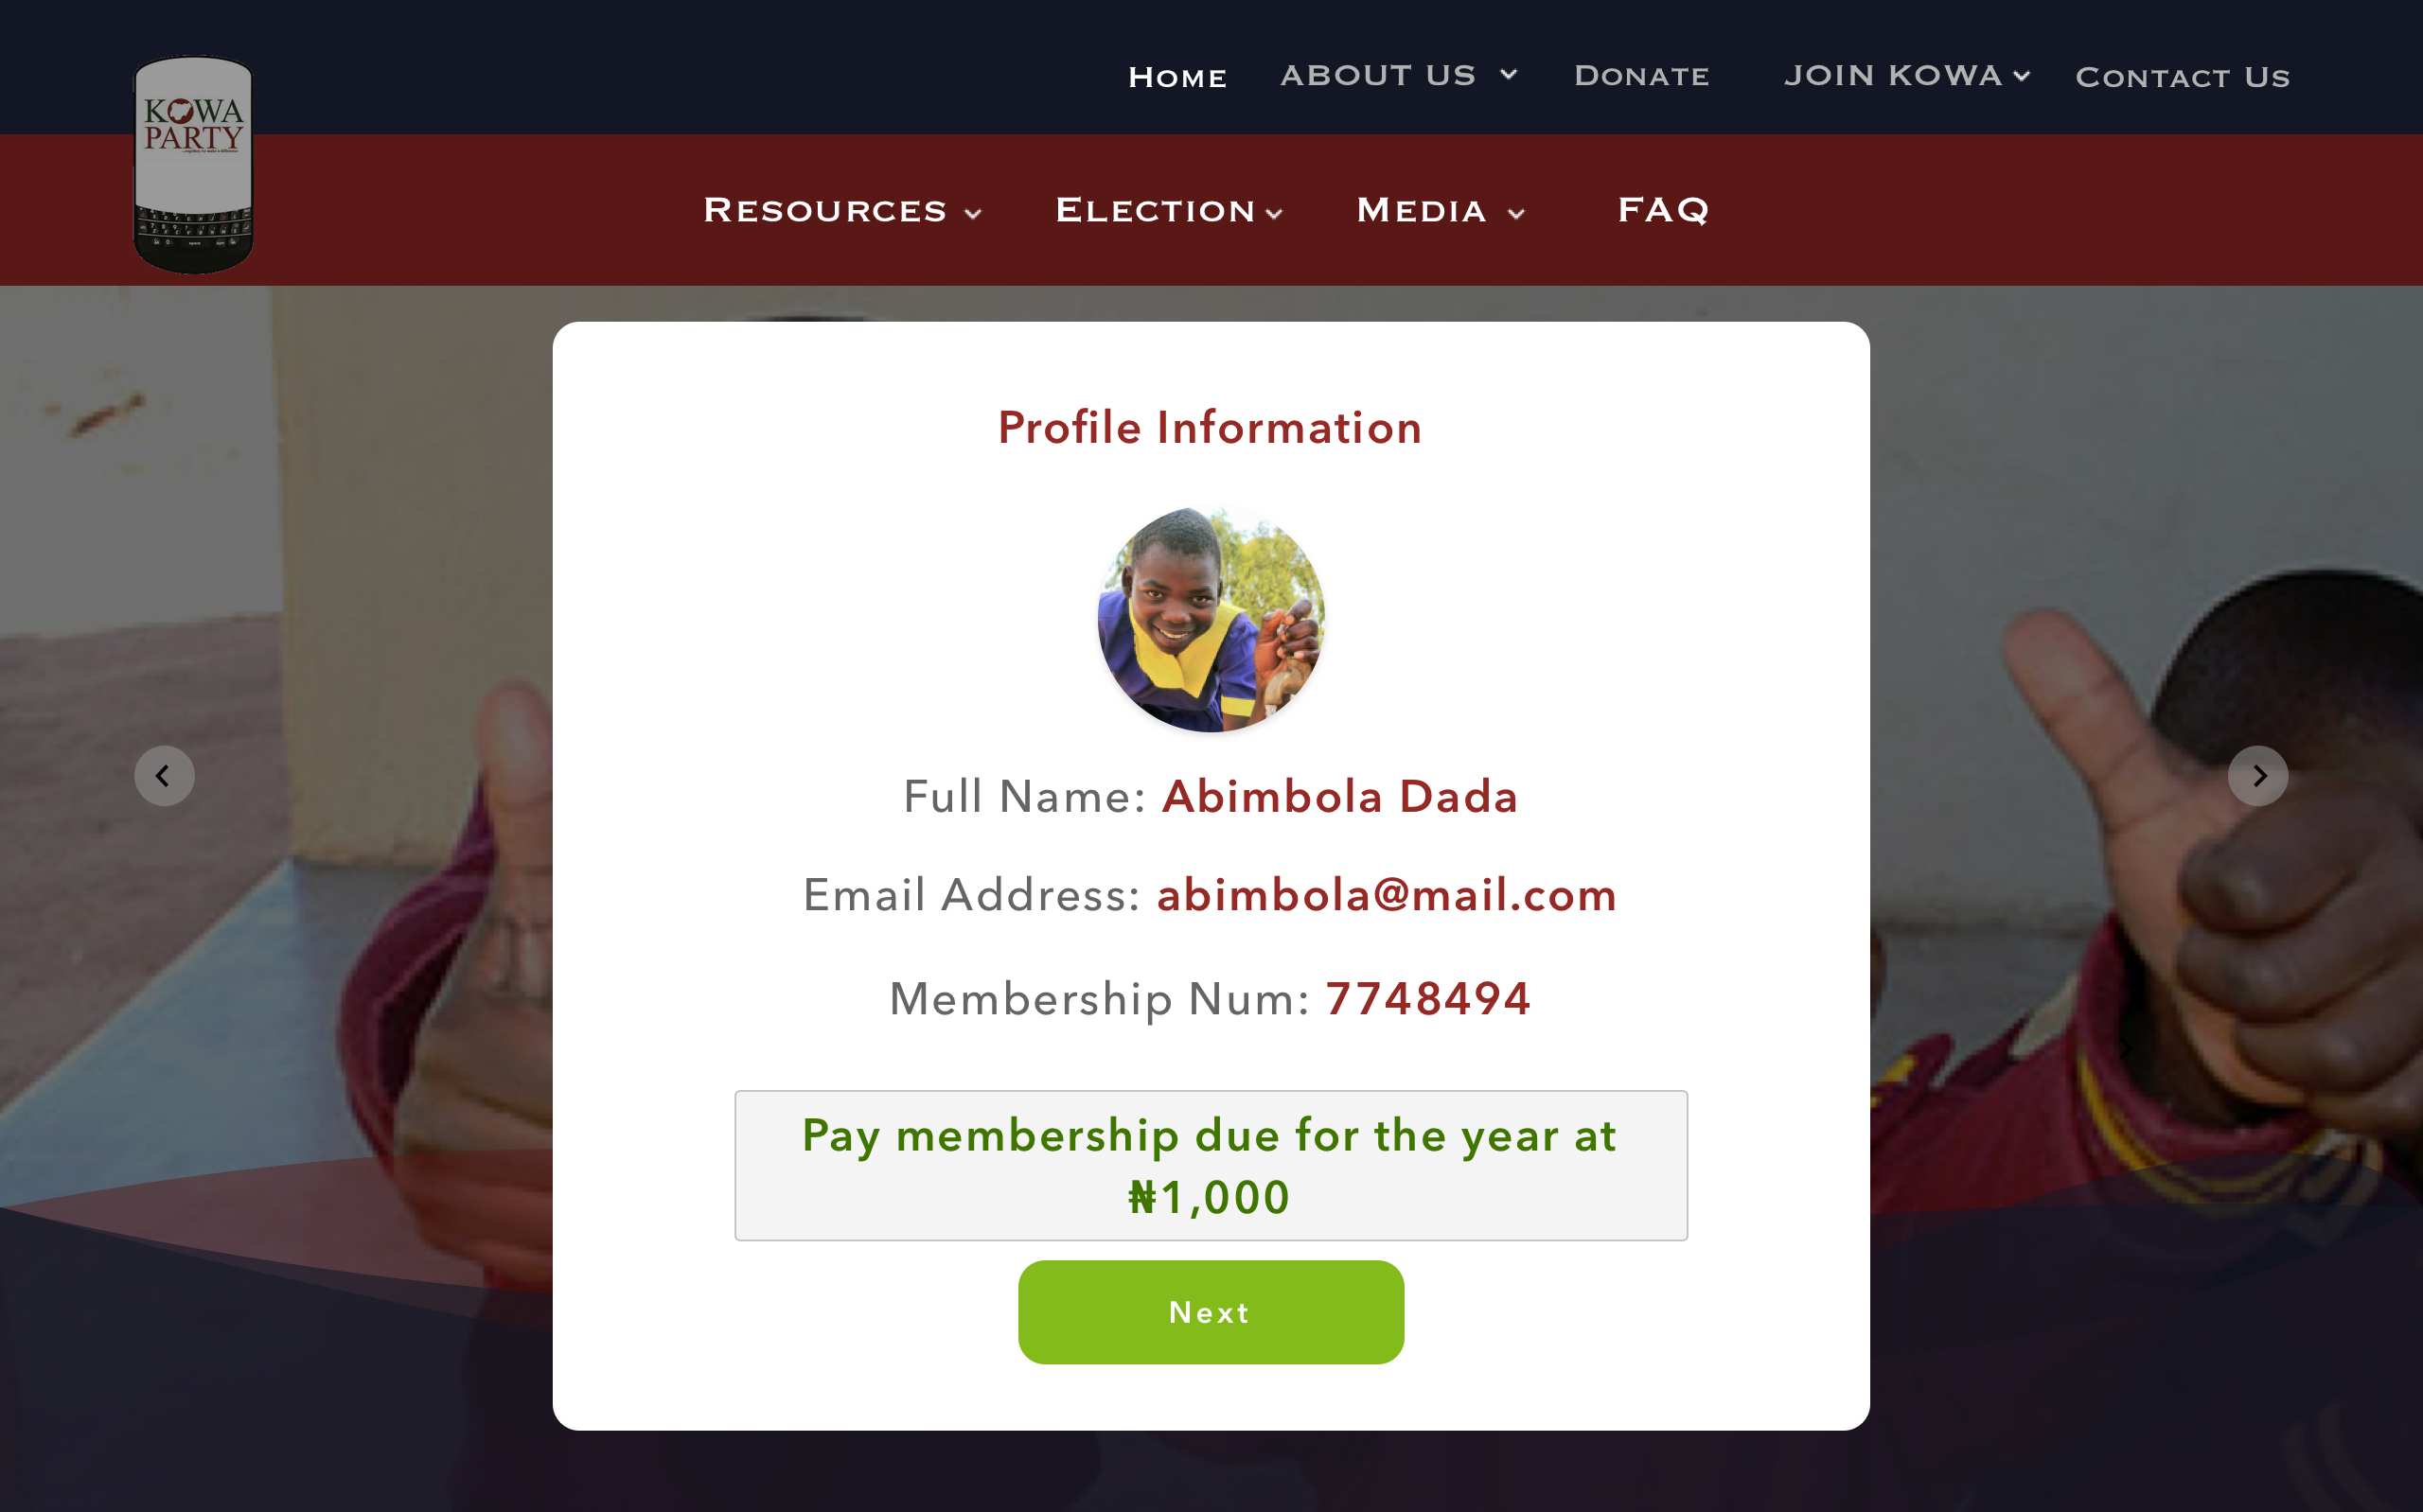 Home ABOUT US Donate JOIN KOWA Contact Us
KOWA
PARTY
Resources Election Media FAQ
Profile Information
Full Name: Abimbola Dada
Email Address: abimbola@mail.com
Membership Num: 7748494
Pay membership due for the year at
₦1,000
Next